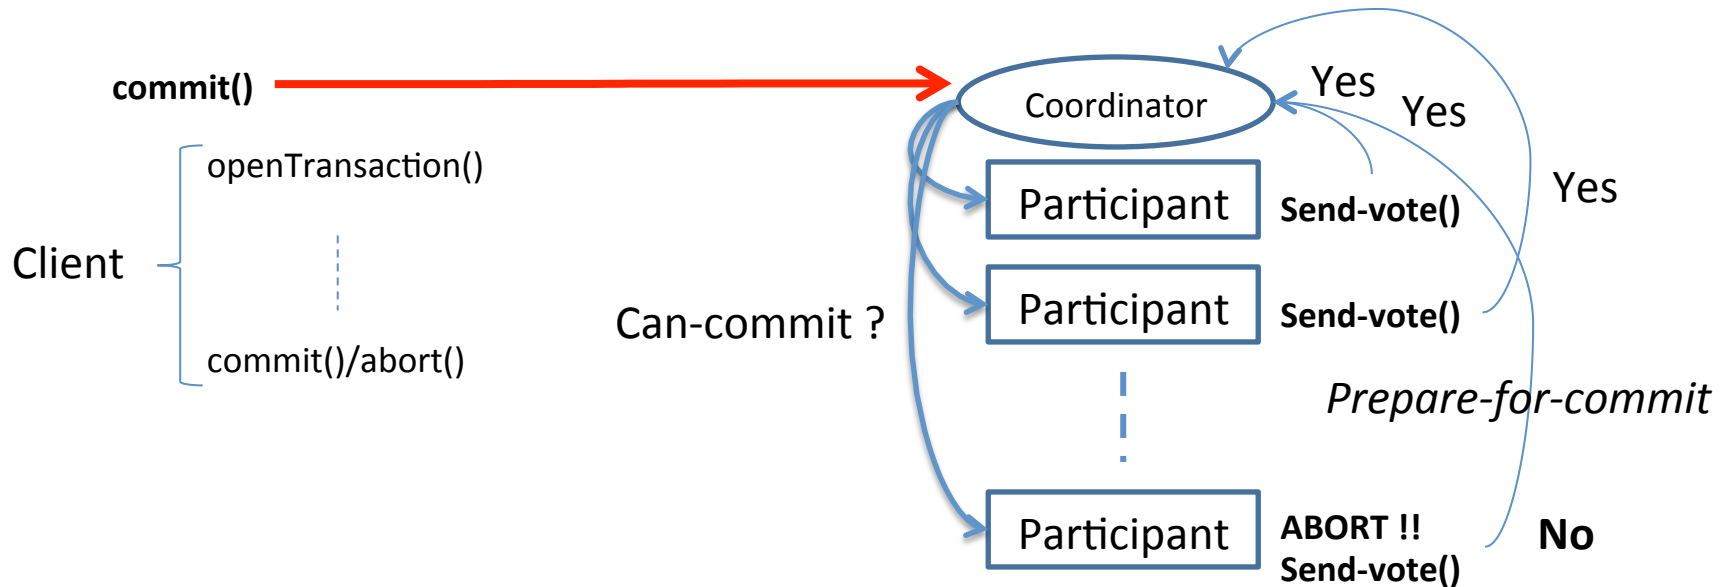 commit()
Coordinator
Yes
Yes
openTransaction()
Participant
Send-vote()
Yes
Client
Participant
Send-vote()
Can-commit ?
commit()/abort()
Prepare-for-commit
Participant
ABORT !!
Send-vote()
No